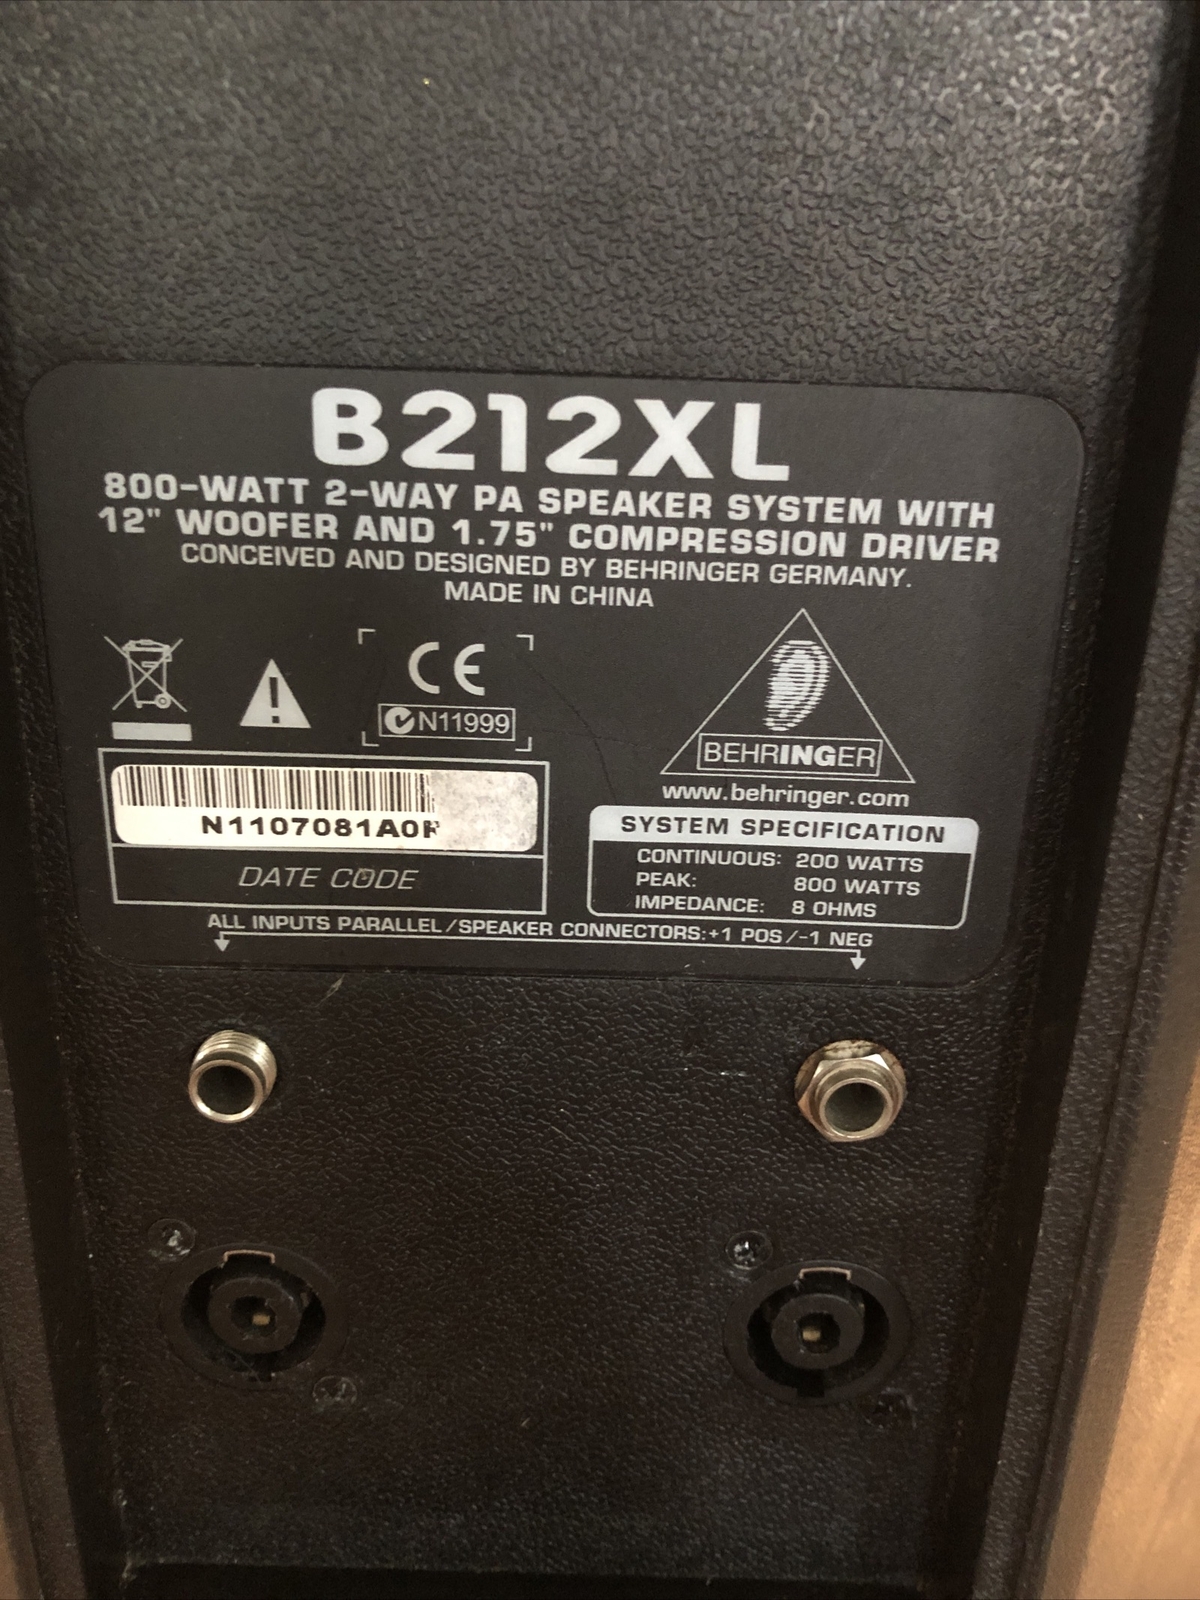 B212XL
800-WATT 2-WAY PA SPEAKER SYSTEM WITH
12" WOOFER AND 1.75" COMPRESSION DRIVER
CONCEIVED AND DESIGNED BY BEHRINGER GERMANY.
MADE IN CHINA
CE
N11999
BEHRINGER
www.behringer.com
N1107081A0
DATE CODE
SYSTEM SPECIFICATION
CONTINUOUS: 200 WATTS
PEAK: 800 WATTS
IMPEDANCE: 8 OHMS
ALL INPUTS PARALLEL/SPEAKER CONNECTORS:+1 POS/-1 NEG